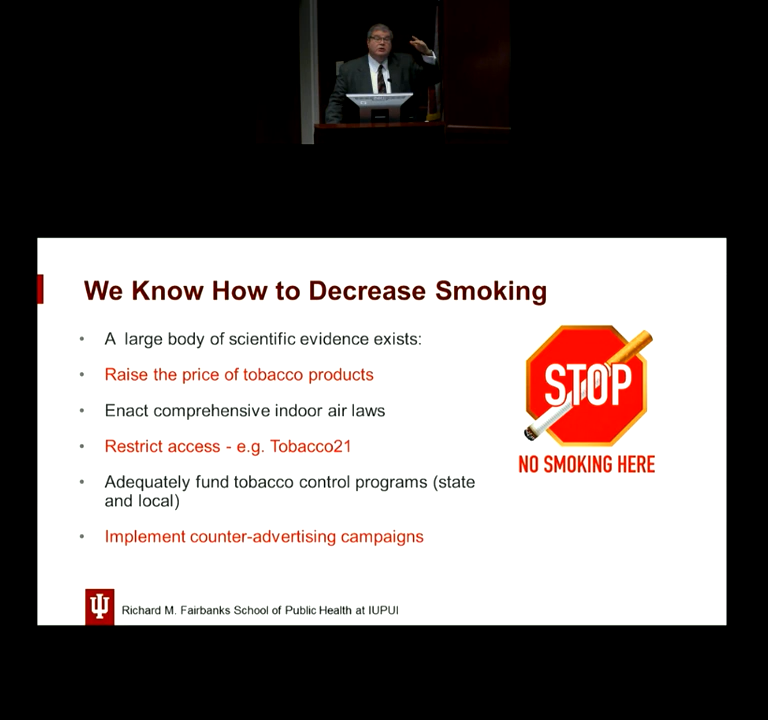 We Know How to Decrease Smoking
• A large body of scientific evidence exists:
• Raise the price of tobacco products
• Enact comprehensive indoor air laws
• Restrict access - e.g. Tobacco21
• Adequately fund tobacco control programs (state
and local)
• Implement counter-advertising campaigns
STOP
NO SMOKING HERE
Richard M. Fairbanks School of Public Health at IUPUI